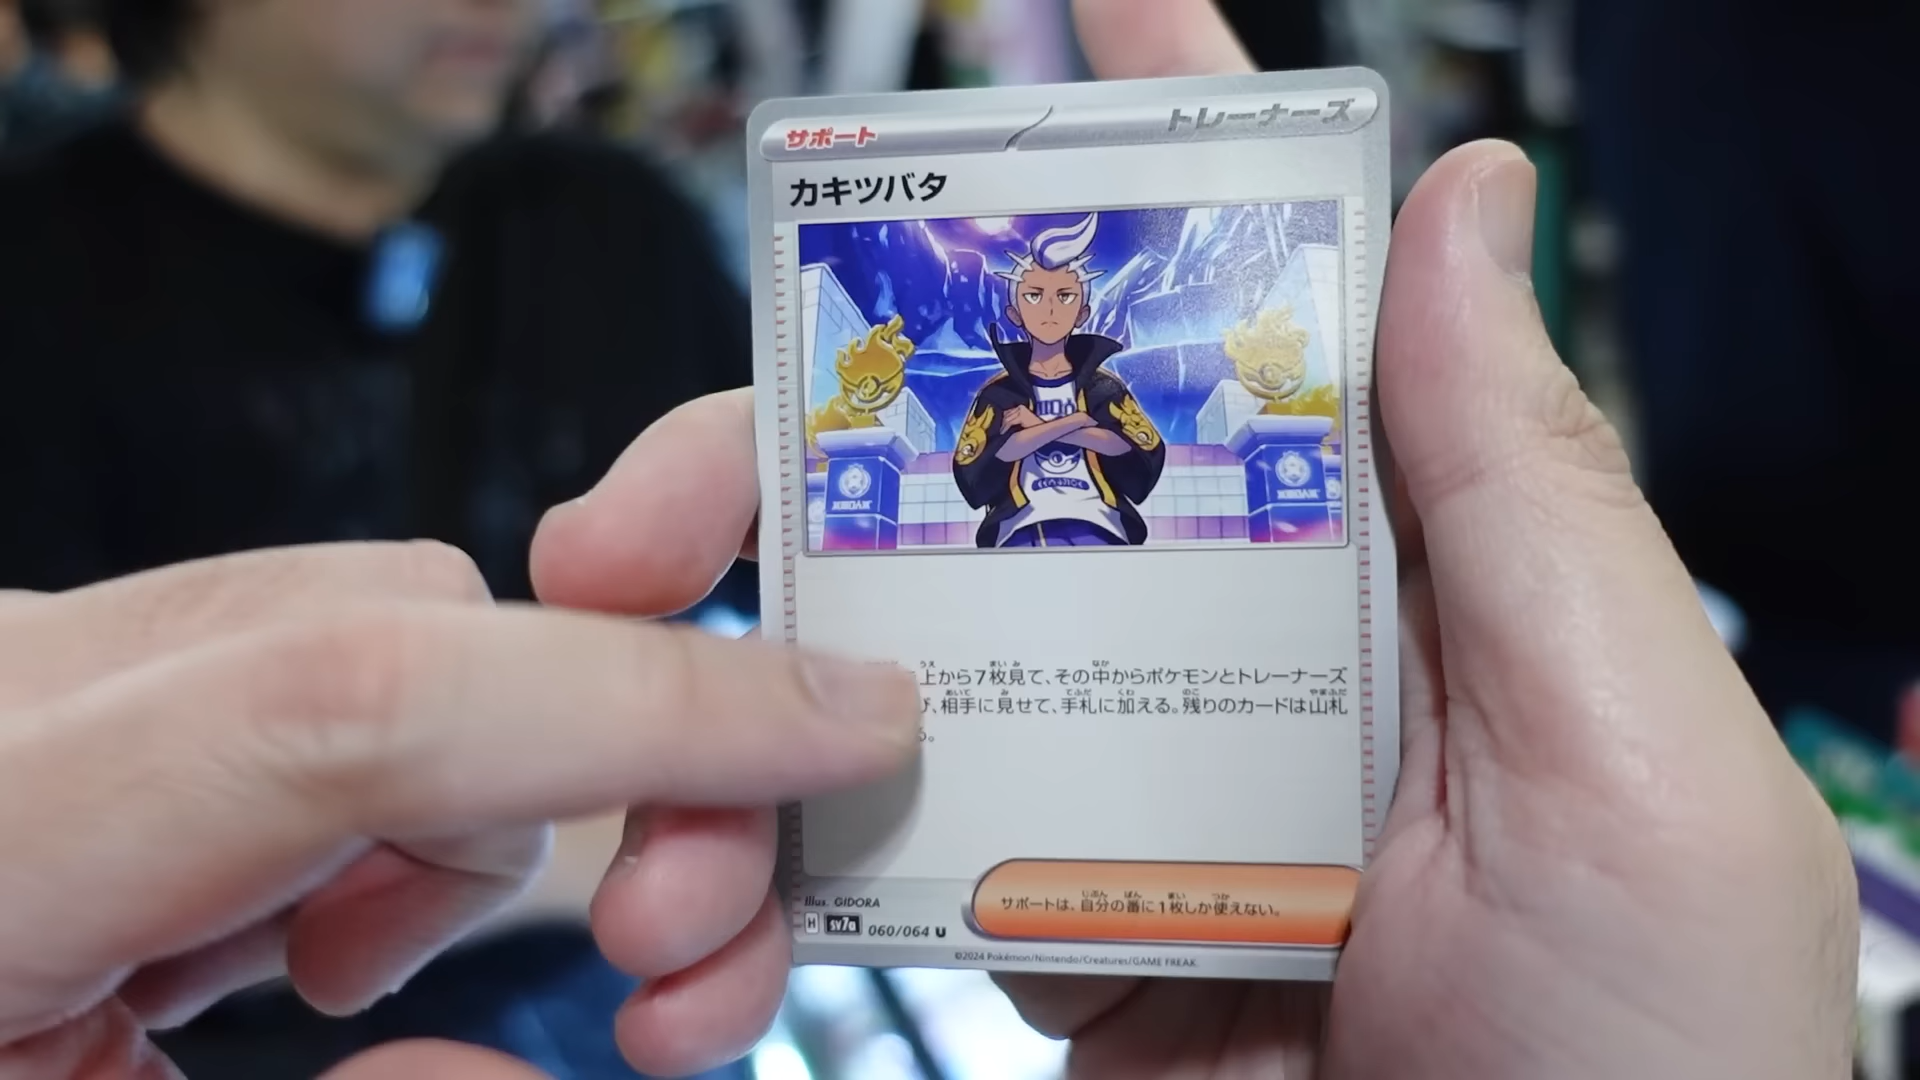 サポート
トレーナーズ
カキツバタ
上から7枚見て、その中からポケモンとトレーナーズ
、相手に見せて、手札に加える。残りのカードは山札
る。
サポートは、自分の番に1枚しか使えない。
Illus. GIDORA
H sv7a 060/064 U
©2024 Pokémon/Nintendo/Creatures/GAME FREAK.